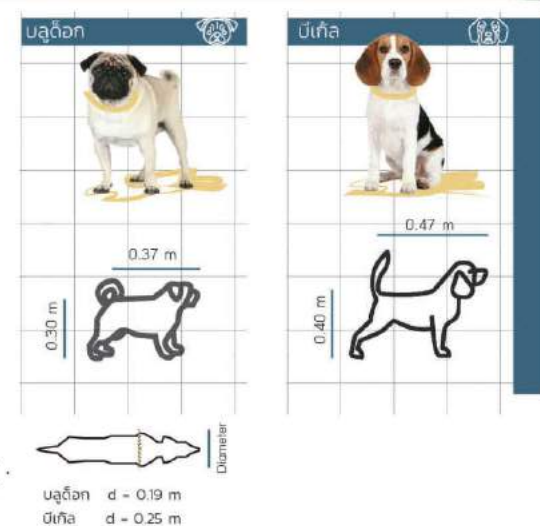 บลูด็อก
บีเกิ้ล
0.37 m
0.30 m
0.47 m
0.40 m
Diameter
บลูด็อก d - 0.19 m
บีเกิ้ล d - 0.25 m